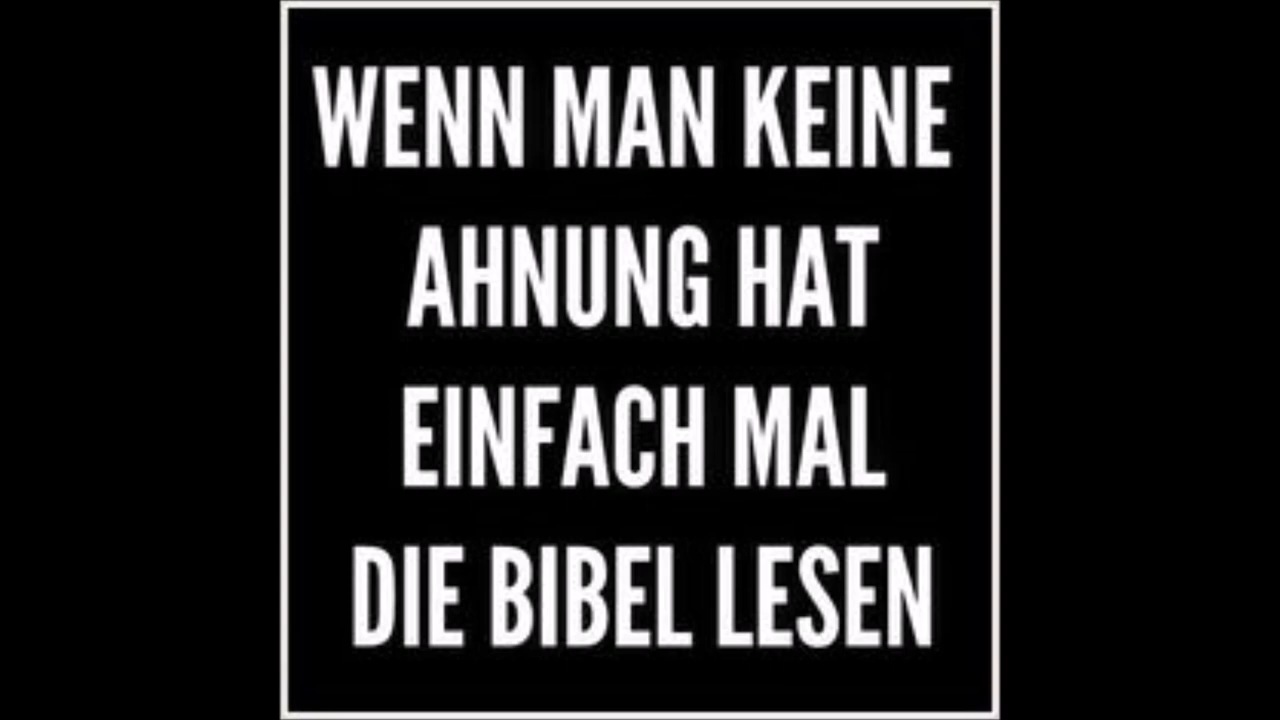 WENN MAN KEINE
AHNUNG HAT
EINFACH MAL
DIE BIBEL LESEN